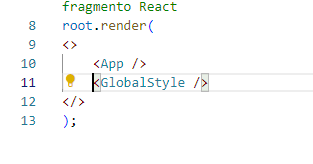 fragmento React
8 root.render(
9 <>
10 <App />
11 <GlobalStyle />
12 </>
13 );